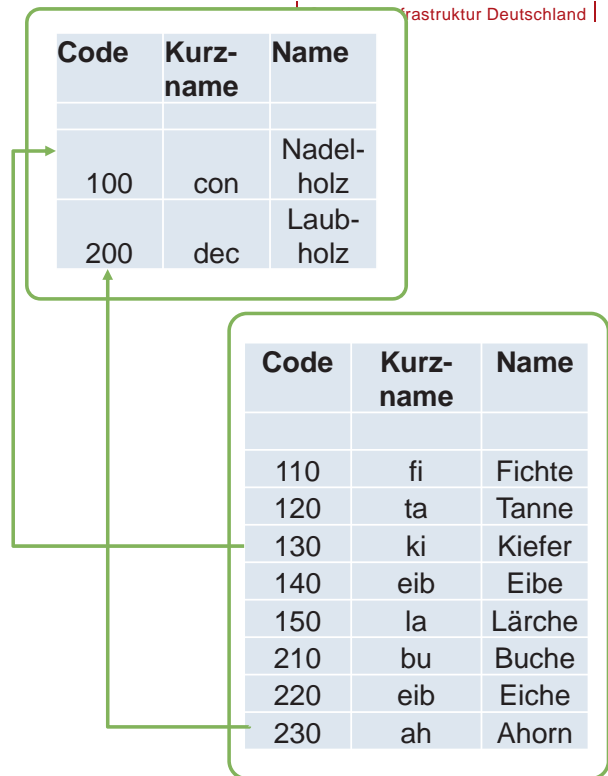 frastruktur Deutschland
Code Kurz- Name
name
Nadel-
100 con holz
Laub-
200 dec holz
Code Kurz- Name
name
110 fi Fichte
120 ta Tanne
130 ki Kiefer
140 eib Eibe
150 la Lärche
210 bu Buche
220 eib Eiche
230 ah Ahorn